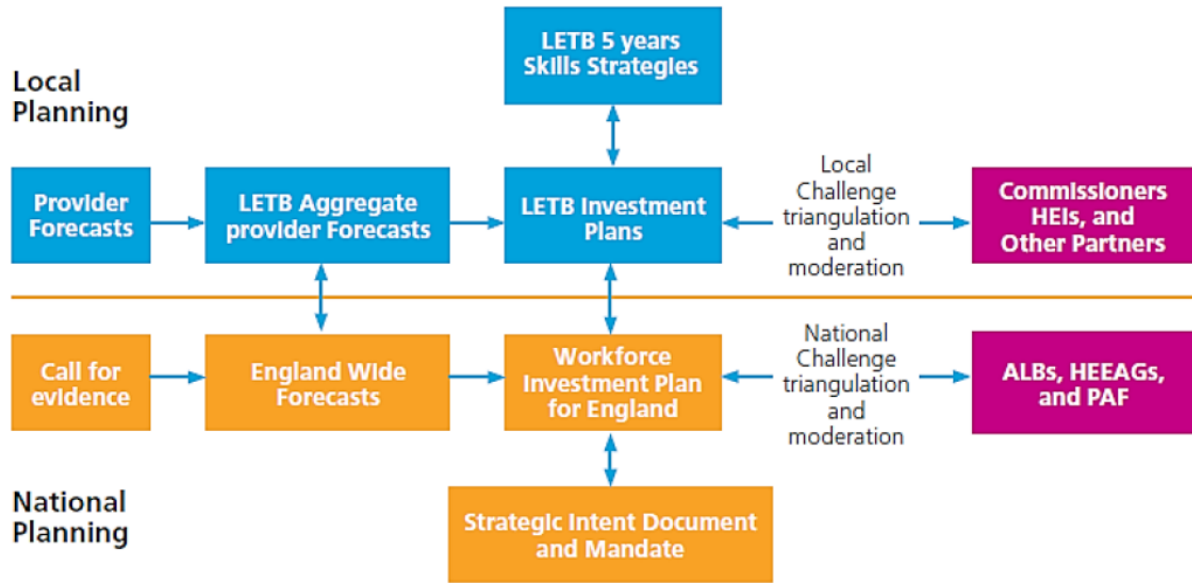 LETB 5 years
Skills Strategies
Local
Planning
Provider
Forecasts
LETB Aggregate
provider Forecasts
LETB Investment
Plans
Local
Challenge
triangulation
and
moderation
Commissioners
HEIs, and
Other Partners
Call for
evidence
England Wide
Forecasts
Workforce
Investment Plan
for England
National
Challenge
triangulation
and
moderation
ALBs, HEEAGs,
and PAF
National
Planning
Strategic Intent Document
and Mandate